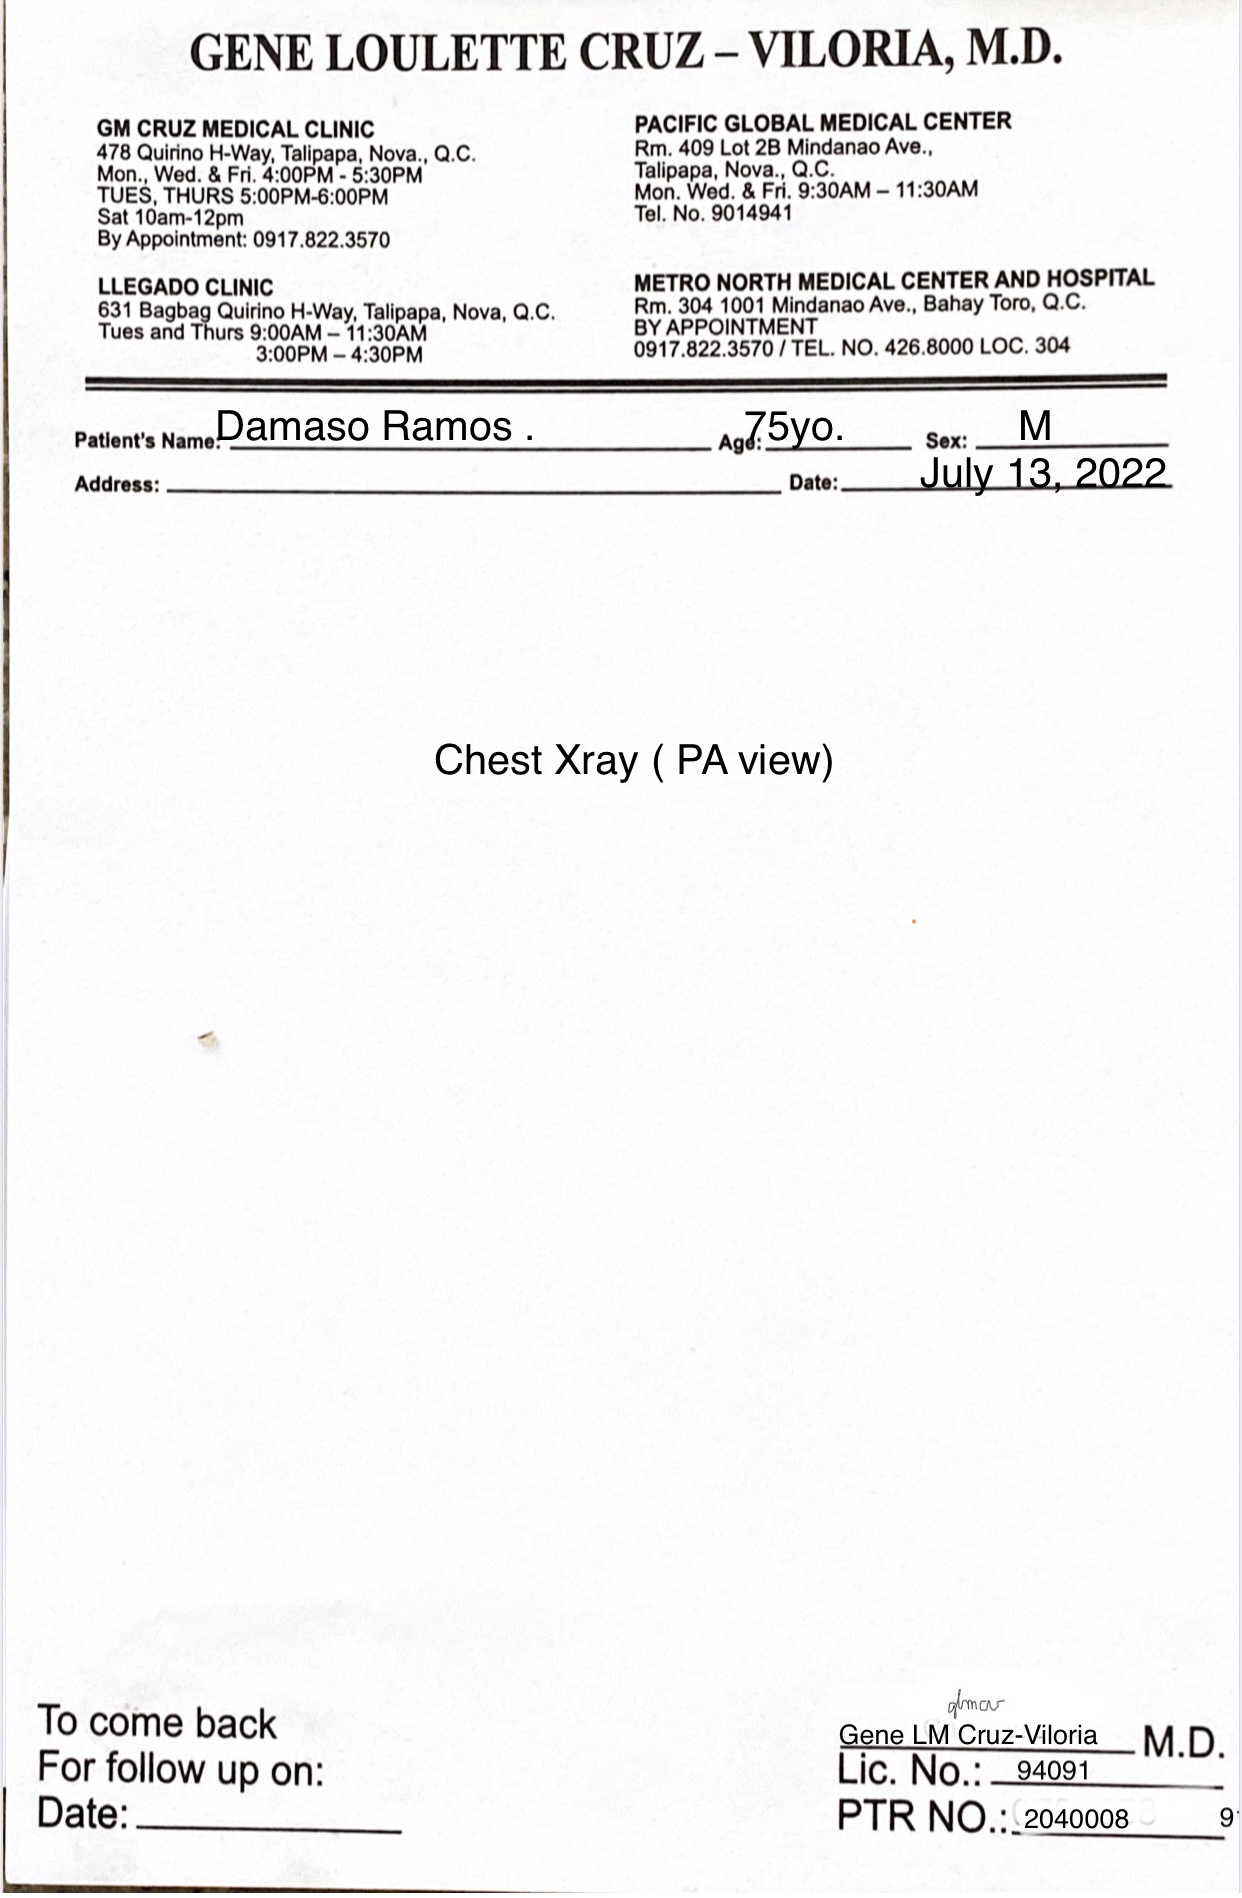 GENE LOULETTE CRUZ – VILORIA, M.D.
GM CRUZ MEDICAL CLINIC
478 Quirino H-Way, Talipapa, Nova., Q.C.
Mon., Wed. & Fri. 4:00PM - 5:30PM
TUES, THURS 5:00PM-6:00PM
Sat 10am-12pm
By Appointment: 0917.822.3570
PACIFIC GLOBAL MEDICAL CENTER
Rm. 409 Lot 2B Mindanao Ave.,
Talipapa, Nova., Q.C.
Mon. Wed. & Fri. 9:30AM – 11:30AM
Tel. No. 9014941
LLEGADO CLINIC
631 Bagbag Quirino H-Way, Talipapa, Nova, Q.C.
Tues and Thurs 9:00AM – 11:30AM
3:00PM – 4:30PM
METRO NORTH MEDICAL CENTER AND HOSPITAL
Rm. 304 1001 Mindanao Ave., Bahay Toro, Q.C.
BY APPOINTMENT
0917.822.3570 / TEL. NO. 426.8000 LOC. 304
Patient's Name: Damaso Ramos . Age: 75yo. Sex: M
Address: Date: July 13, 2022
Chest Xray ( PA view)
To come back
For follow up on:
Date:
Gene LM Cruz-Viloria M.D.
Lic. No.: 94091
PTR NO.: 2040008